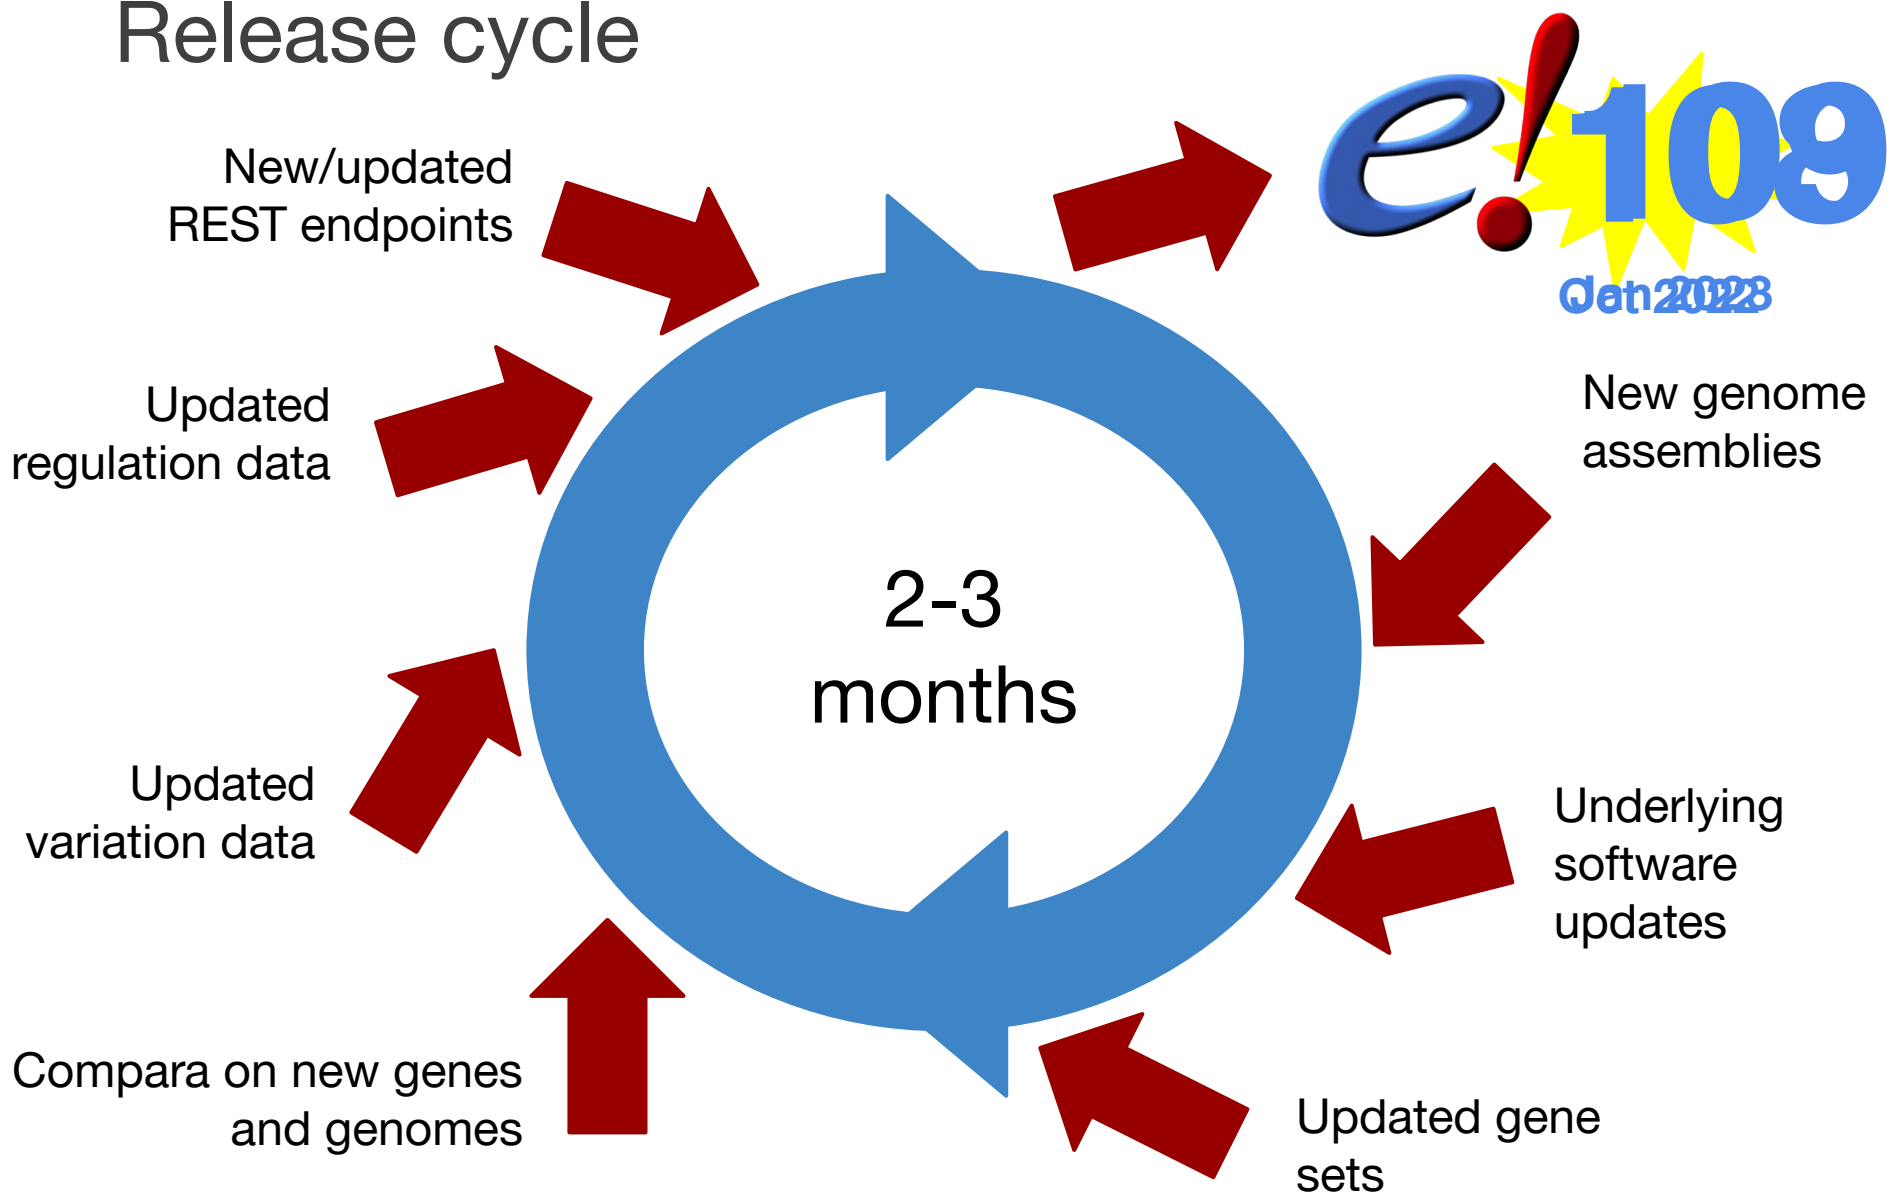 Release cycle
e!
New/updated
REST endpoints
Updated
regulation data
New genome
assemblies
2-3
months
Updated
variation data
Underlying
software
updates
Compara on new genes
and genomes
Updated gene
sets